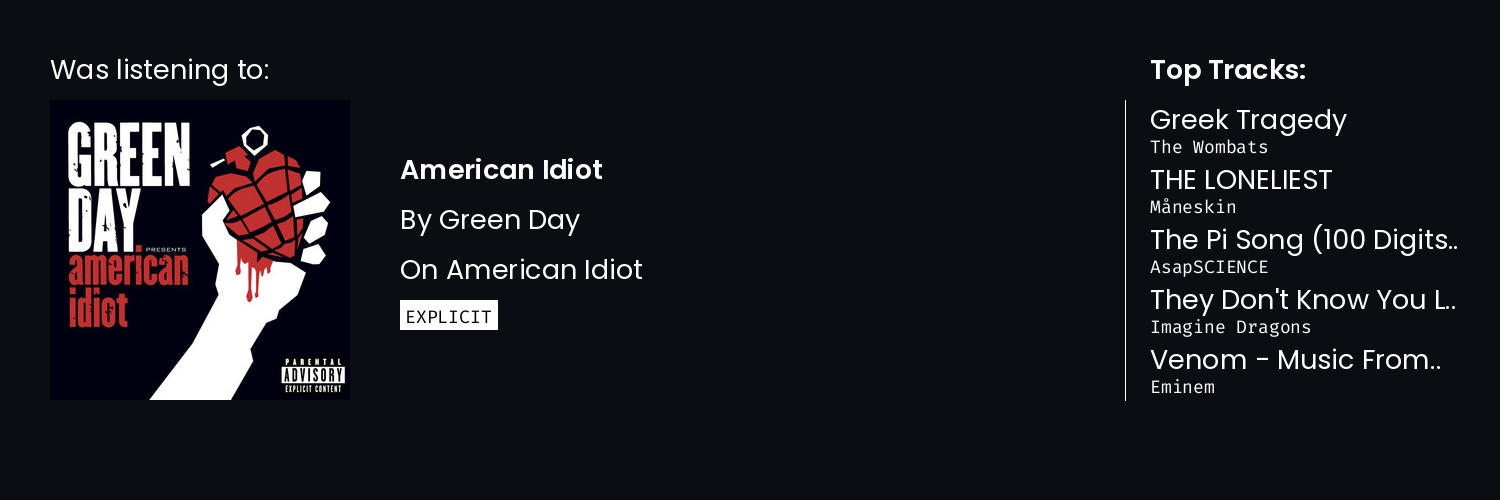 Was listening to:
GREEN
DAY
PRESENTS
american
idiot
PARENTAL
ADVISORY
EXPLICIT CONTENT
American Idiot
By Green Day
On American Idiot
EXPLICIT
Top Tracks:
Greek Tragedy
The Wombats
THE LONELIEST
Måneskin
The Pi Song (100 Digits..
AsapSCIENCE
They Don't Know You L..
Imagine Dragons
Venom - Music From..
Eminem